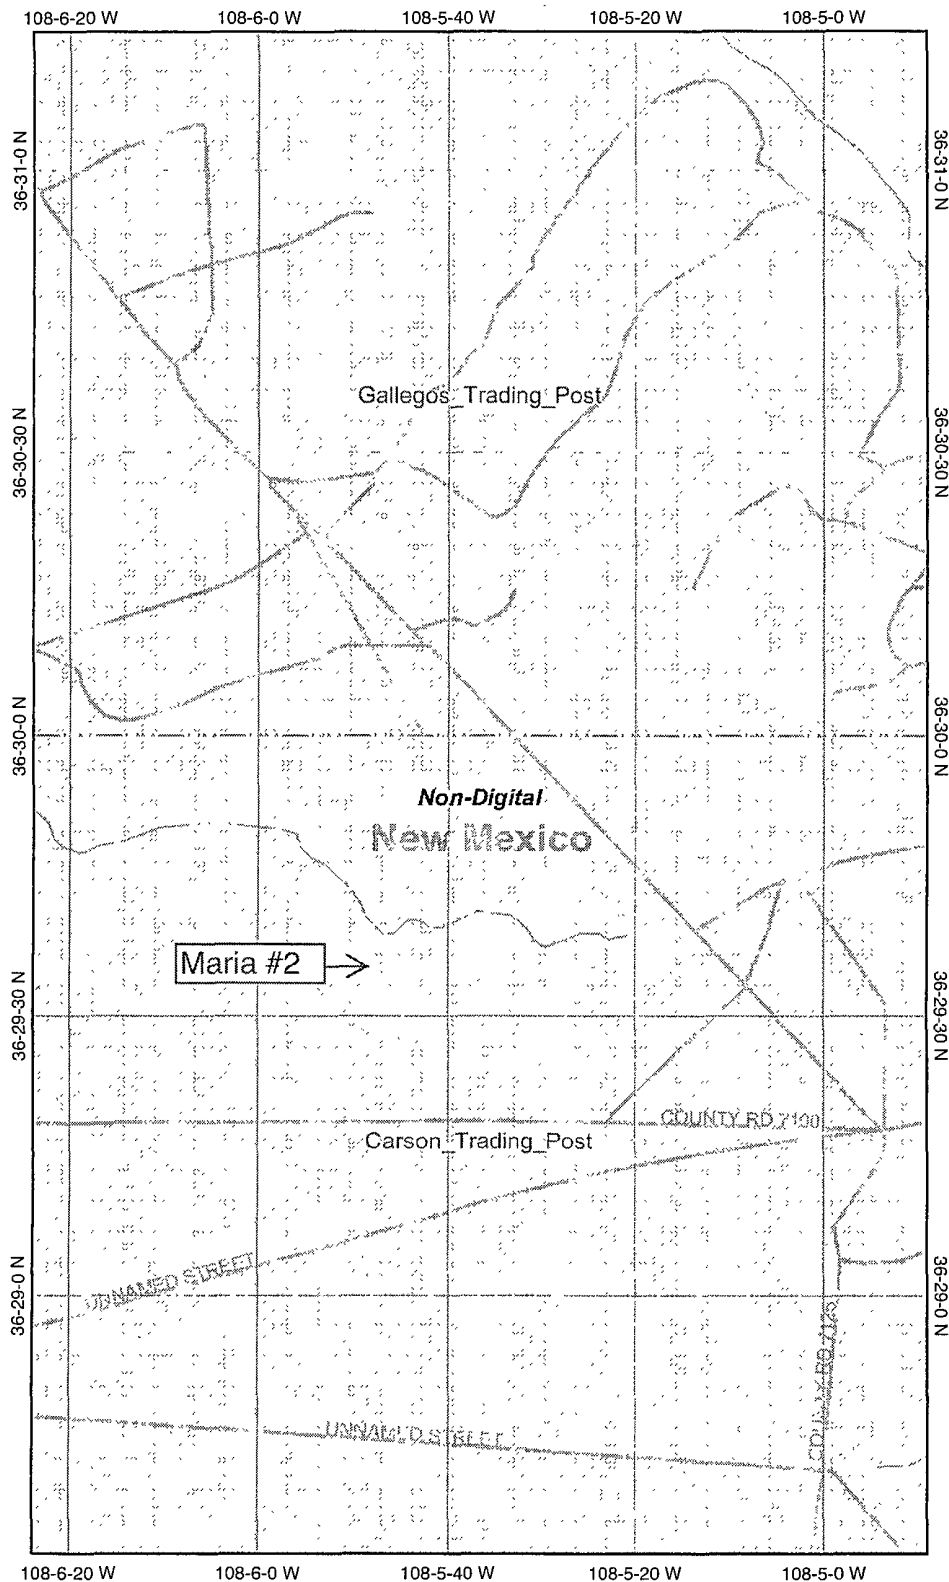 108-6-20 W 108-6-0 W 108-5-40 W 108-5-20 W 108-5-0 W
36-31-0 N 36-31-0 N
Gallegos_Trading_Post
36-30-30 N 36-30-30 N
36-30-0 N 36-30-0 N
Non-Digital
New Mexico
Maria #2
36-29-30 N 36-29-30 N
COUNTY RD 7100
Carson_Trading_Post
UNNAMED STREET
36-29-0 N 36-29-0 N
COUNTY RD 7125
UNNAMED STREET
108-6-20 W 108-6-0 W 108-5-40 W 108-5-20 W 108-5-0 W